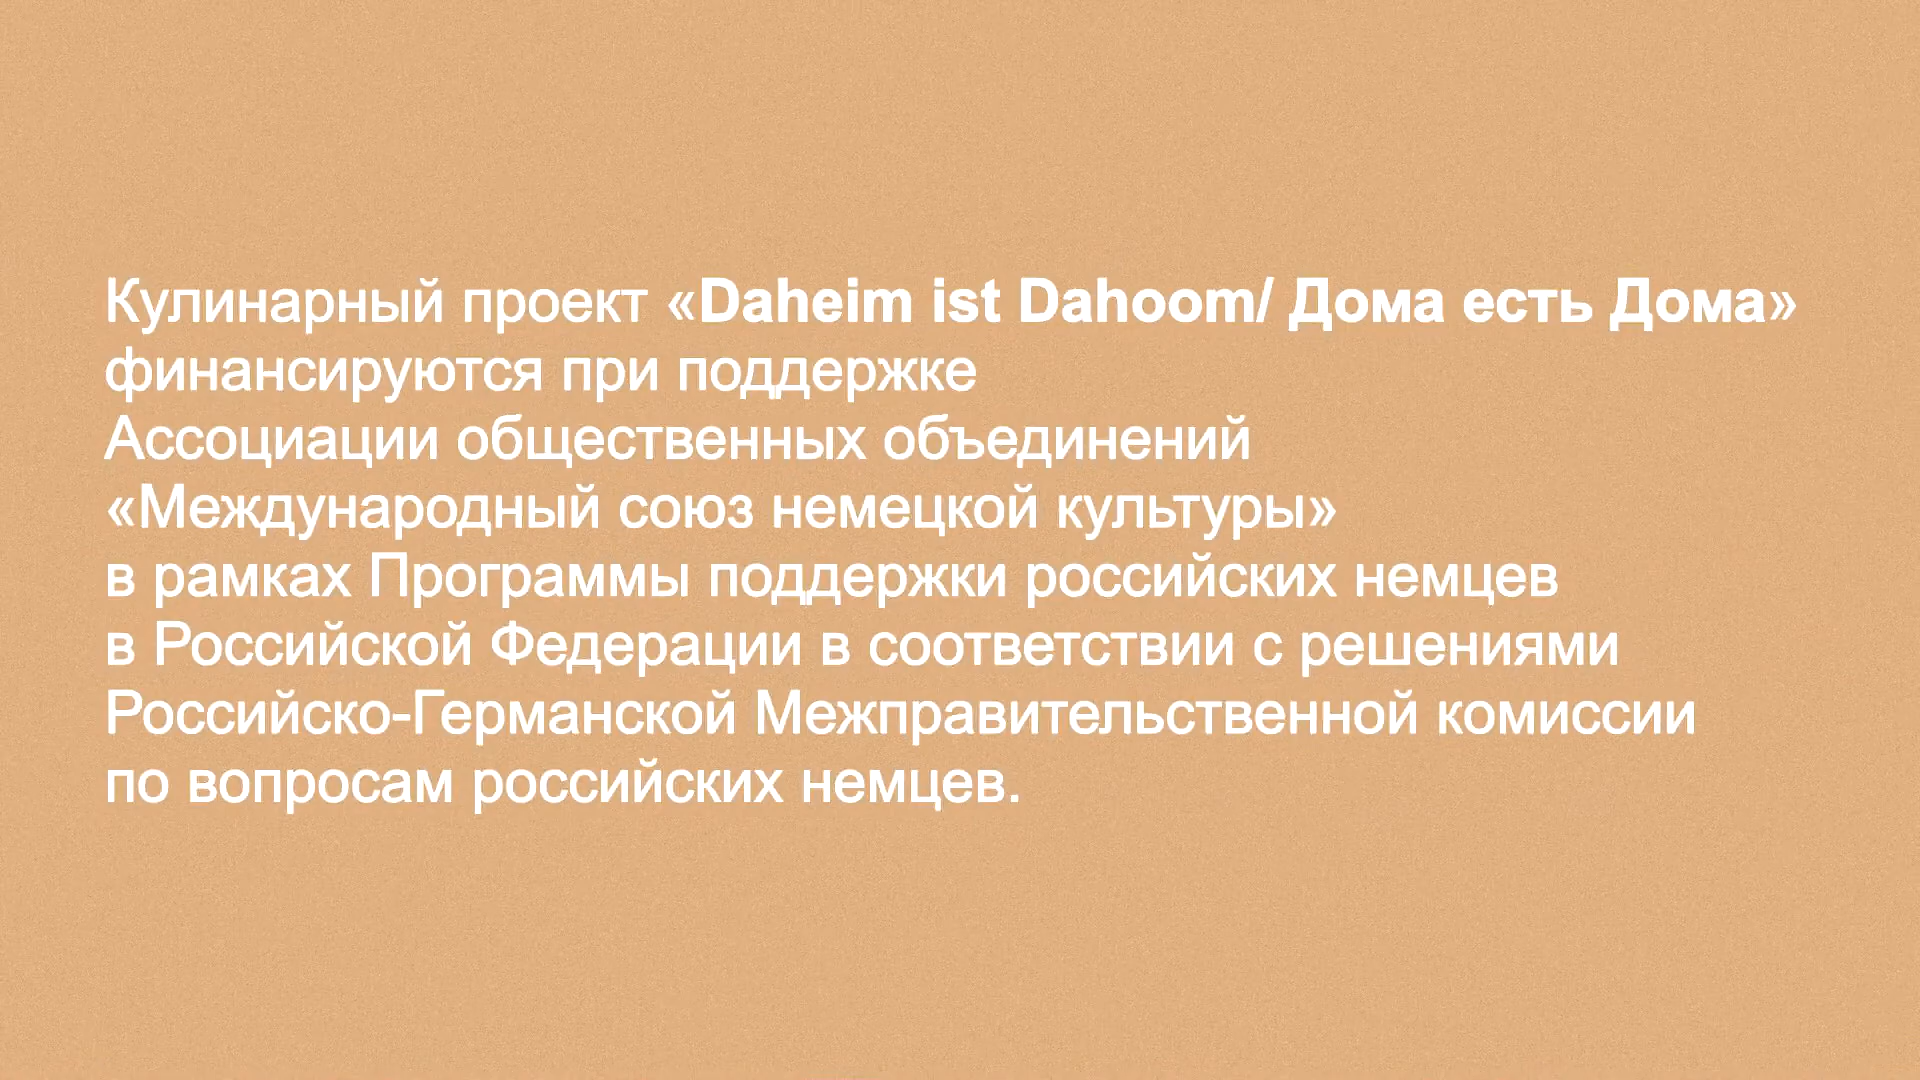 Кулинарный проект «Daheim ist Dahoom/ Дома есть Дома»
финансируются при поддержке
Ассоциации общественных объединений
«Международный союз немецкой культуры»
в рамках Программы поддержки российских немцев
в Российской Федерации в соответствии с решениями
Российско-Германской Межправительственной комиссии
по вопросам российских немцев.